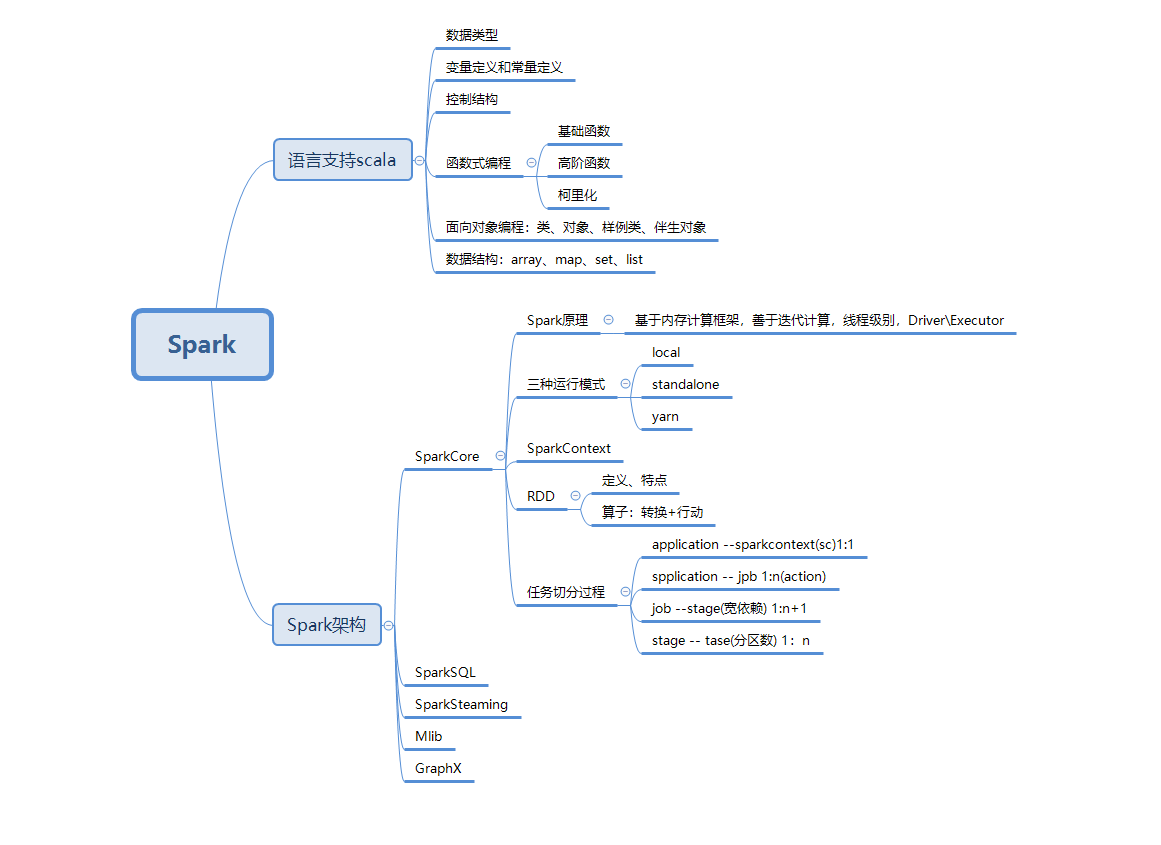 Spark
语言支持scala
数据类型
变量定义和常量定义
控制结构
函数式编程
基础函数
高阶函数
柯里化
面向对象编程：类、对象、样例类、伴生对象
数据结构：array、map、set、list
Spark架构
SparkCore
Spark原理
基于内存计算框架，善于迭代计算，线程级别，Driver\Executor
三种运行模式
local
standalone
yarn
SparkContext
RDD
定义、特点
算子：转换+行动
任务切分过程
application --sparkcontext(sc)1:1
spplication -- jpb 1:n(action)
job --stage(宽依赖) 1:n+1
stage -- tase(分区数) 1：n
SparkSQL
SparkSteaming
Mlib
GraphX